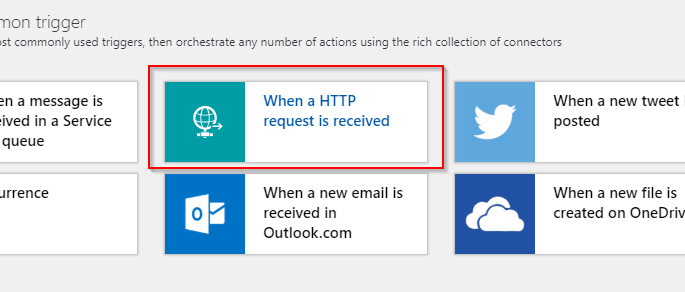 mon trigger
ost commonly used triggers, then orchestrate any number of actions using the rich collection of connectors
en a message is
eived in a Service
queue
When a HTTP
request is received
When a new tweet
posted
urrence
When a new email is
received in
Outlook.com
When a new file is
created on OneDriv